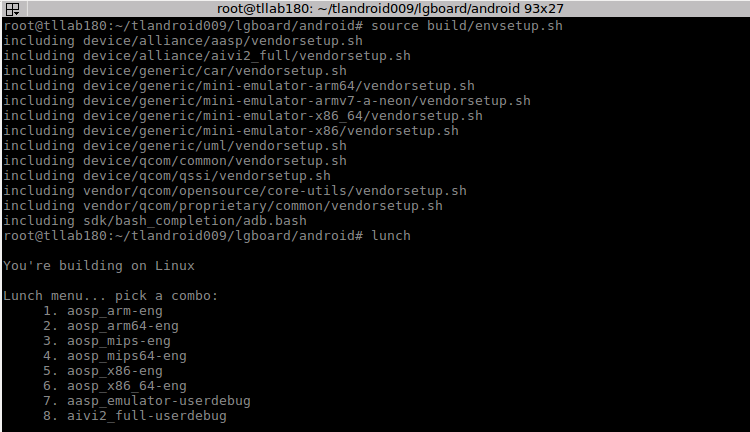 root@tllab180: ~/tlandroid009/lgboard/android 93x27
root@tllab180:~/tlandroid009/lgboard/android# source build/envsetup.sh
including device/alliance/aasp/vendorsetup.sh
including device/alliance/aivi2_full/vendorsetup.sh
including device/generic/car/vendorsetup.sh
including device/generic/mini-emulator-arm64/vendorsetup.sh
including device/generic/mini-emulator-armv7-a-neon/vendorsetup.sh
including device/generic/mini-emulator-x86_64/vendorsetup.sh
including device/generic/mini-emulator-x86/vendorsetup.sh
including device/generic/uml/vendorsetup.sh
including device/qcom/common/vendorsetup.sh
including device/qcom/qssi/vendorsetup.sh
including vendor/qcom/opensource/core-utils/vendorsetup.sh
including vendor/qcom/proprietary/common/vendorsetup.sh
including sdk/bash_completion/adb.bash
root@tllab180:~/tlandroid009/lgboard/android# lunch
You're building on Linux
Lunch menu... pick a combo:
1. aosp_arm-eng
2. aosp_arm64-eng
3. aosp_mips-eng
4. aosp_mips64-eng
5. aosp_x86-eng
6. aosp_x86_64-eng
7. aasp_emulator-userdebug
8. aivi2_full-userdebug